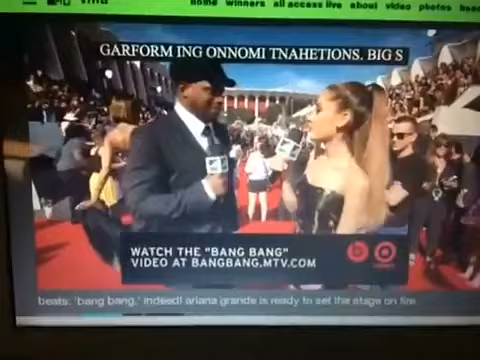 home winners all access live about video photos
GARFORM ING ONNOMI TNAHETIONS. BIG S
WATCH THE "BANG BANG"
VIDEO AT BANGBANG.MTV.COM
beats: 'bang bang,' indeed! ariana grande is ready to set the stage on fire